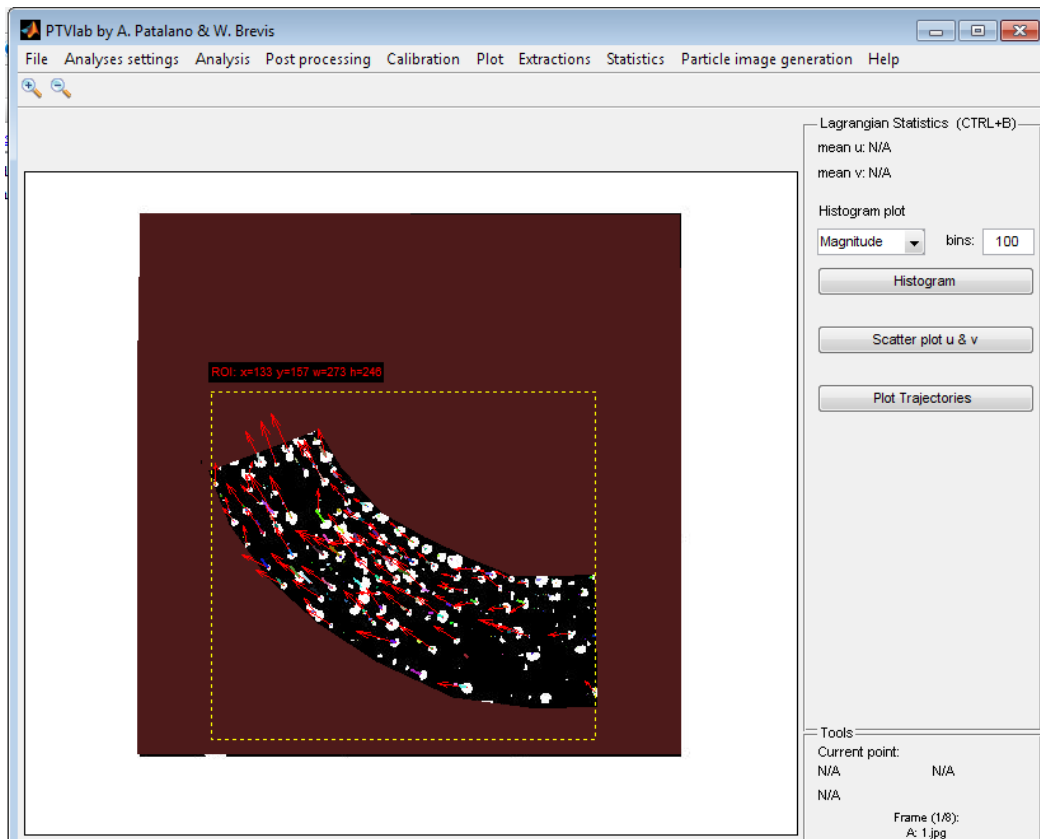 PTVlab by A. Patalano & W. Brevis
File Analyses settings Analysis Post processing Calibration Plot Extractions Statistics Particle image generation Help
Lagrangian Statistics (CTRL+B)
mean u: N/A
mean v: N/A
Histogram plot
Magnitude bins: 100
Histogram
Scatter plot u & v
Plot Trajectories
ROI: x=133 y=157 w=273 h=246
Tools
Current point:
N/A N/A
N/A
Frame (1/8):
A: 1.jpg